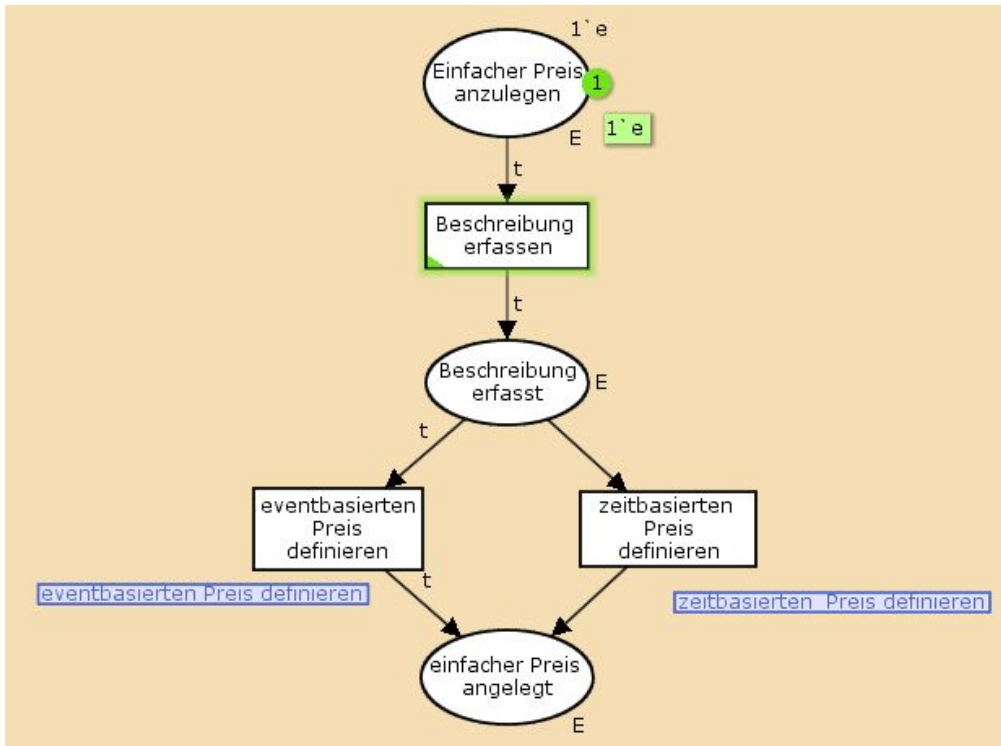 1`e
Einfacher Preis
anzulegen
1
1`e
E
t
Beschreibung
erfassen
t
Beschreibung
erfasst
E
t
eventbasierten
Preis
definieren
zeitbasierten
Preis
definieren
t
eventbasierten Preis definieren
zeitbasierten  Preis definieren
einfacher Preis
angelegt
E